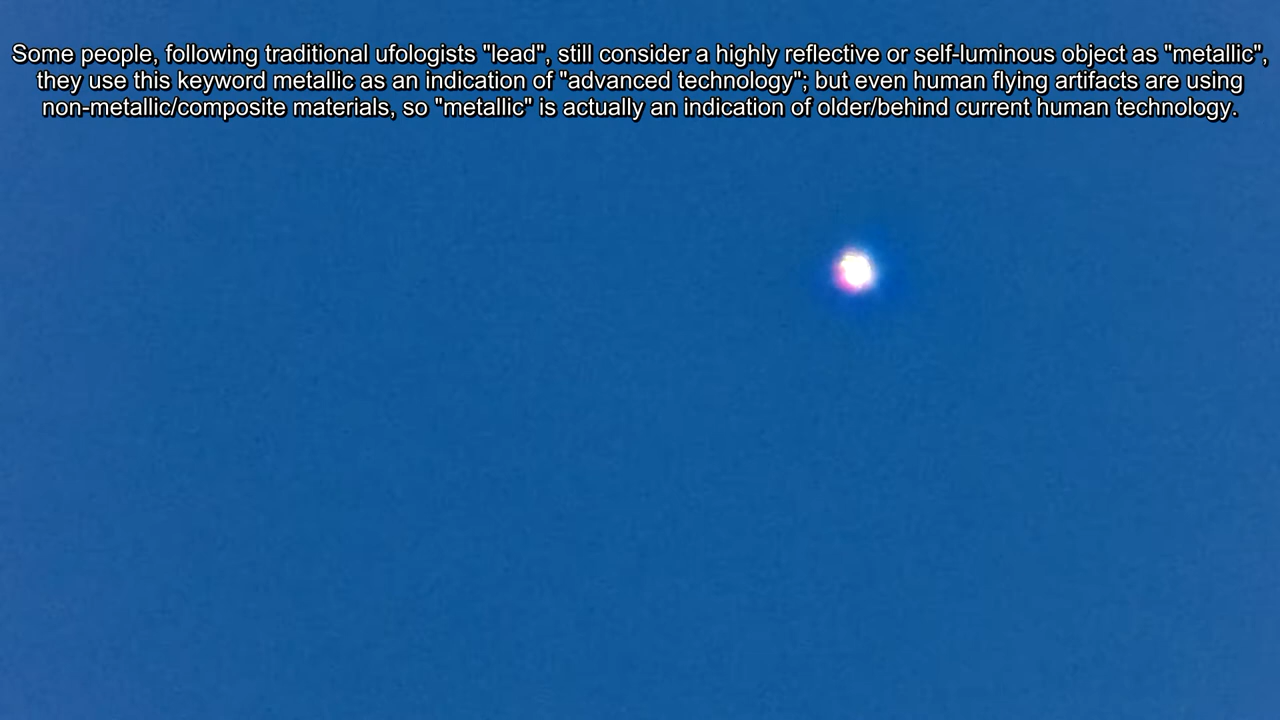 Some people, following traditional ufologists "lead", still consider a highly reflective or self-luminous object as "metallic",
they use this keyword metallic as an indication of "advanced technology"; but even human flying artifacts are using
non-metallic/composite materials, so "metallic" is actually an indication of older/behind current human technology.